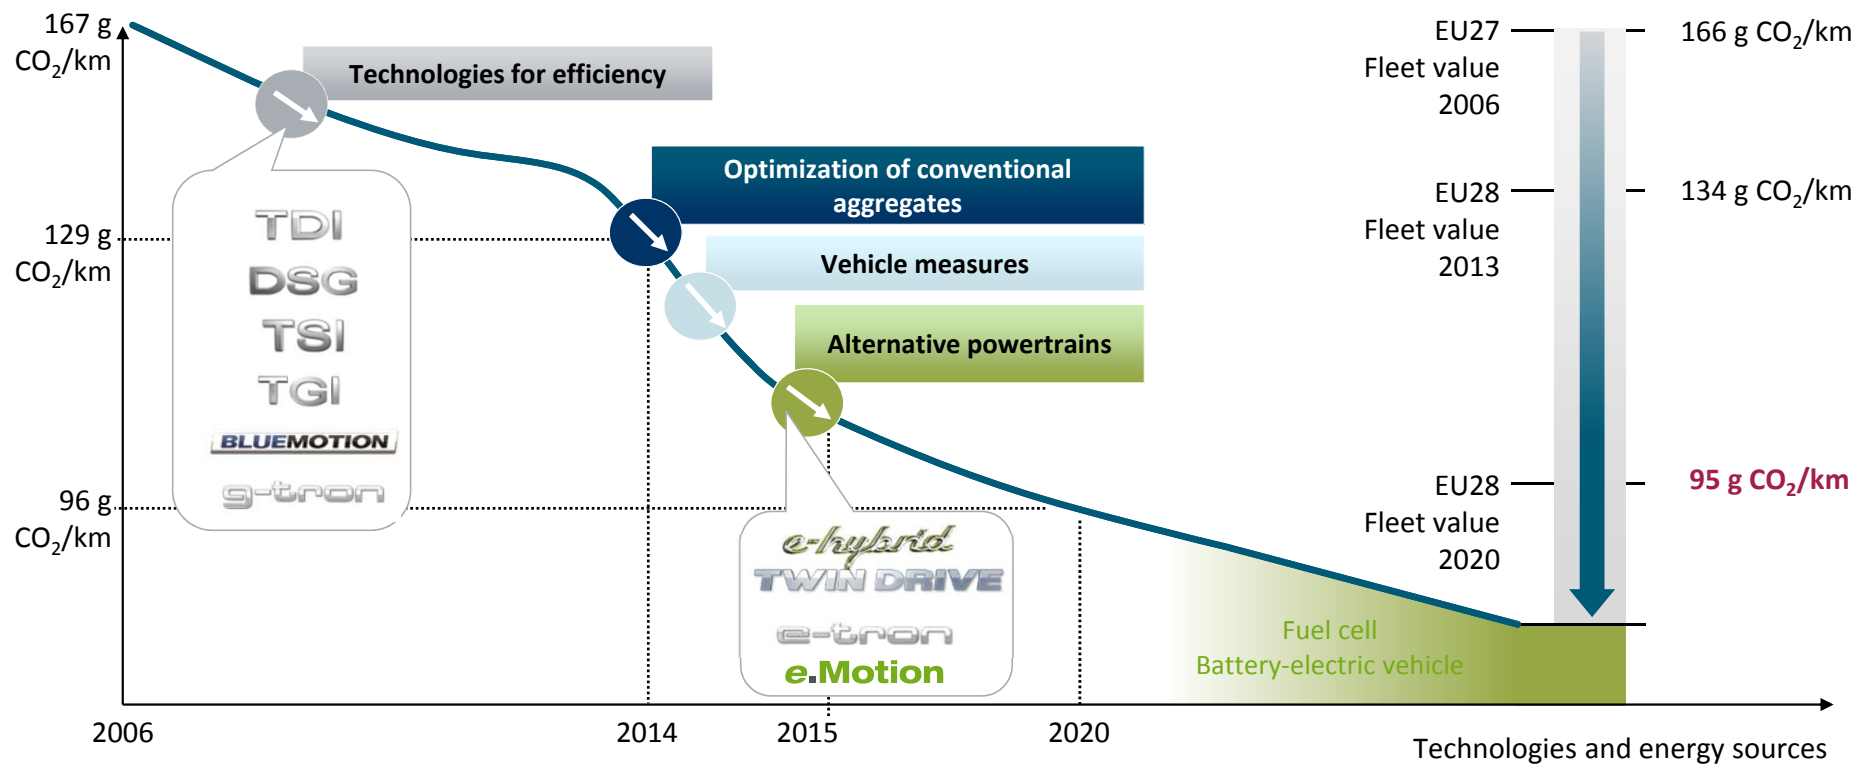 167 g
CO₂/km
Technologies for efficiency
TDI
DSG
TSI
TGI
BLUEMOTION
g-tron
129 g
CO₂/km
96 g
CO₂/km
Optimization of conventional
aggregates
Vehicle measures
Alternative powertrains
e-hybrid
TWIN DRIVE
e-tron
e.Motion
Fuel cell
Battery-electric vehicle
EU27
Fleet value
2006
166 g CO₂/km
EU28
Fleet value
2013
134 g CO₂/km
EU28
Fleet value
2020
95 g CO₂/km
2006
2014
2015
2020
Technologies and energy sources